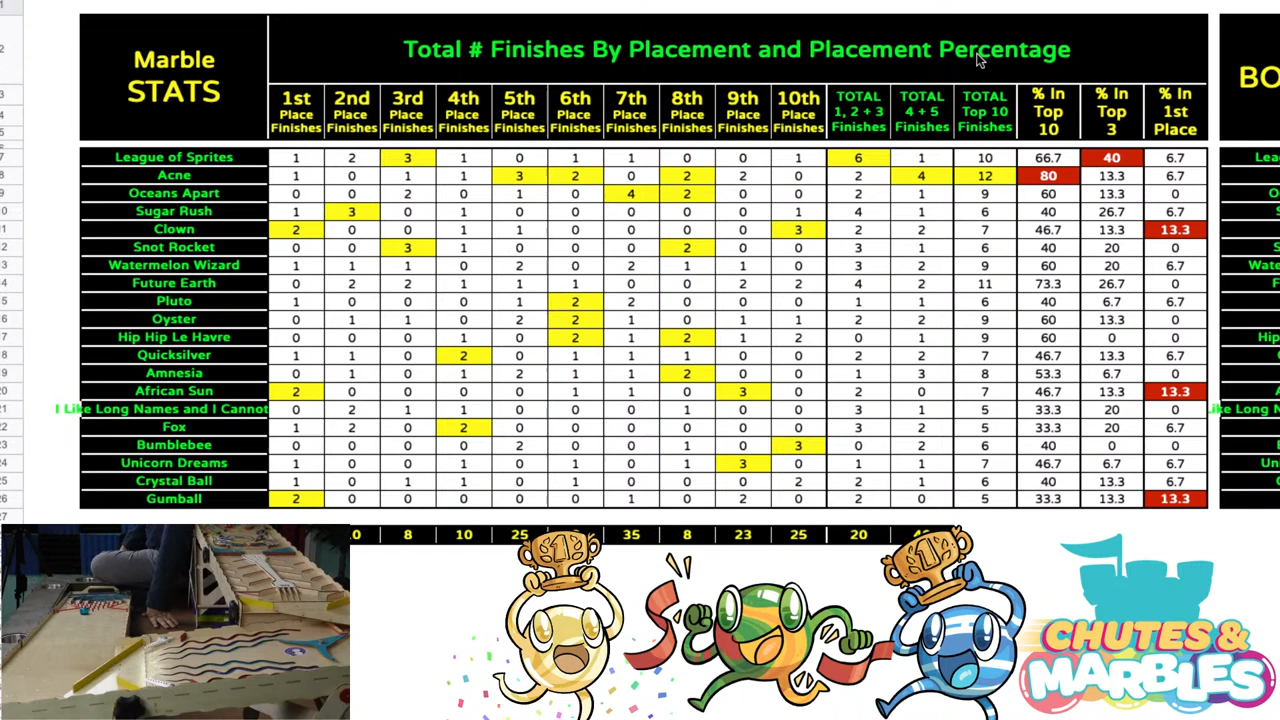 Marble
STATS
Total # Finishes By Placement and Placement Percentage
1st Place Finishes 2nd Place Finishes 3rd Place Finishes 4th Place Finishes 5th Place Finishes 6th Place Finishes 7th Place Finishes 8th Place Finishes 9th Place Finishes 10th Place Finishes TOTAL 1, 2 + 3 Finishes TOTAL 4 + 5 Finishes TOTAL Top 10 Finishes % In Top 10 % In Top 3 % In 1st Place
BO
League of Sprites 1 2 3 1 0 1 1 0 0 1 6 1 10 66.7 40 6.7
Acne 1 0 1 1 3 2 0 2 2 0 2 4 12 80 13.3 6.7
Oceans Apart 0 0 2 0 1 0 4 2 0 0 2 1 9 60 13.3 0
Sugar Rush 1 3 0 1 0 0 0 0 0 1 4 1 6 40 26.7 6.7
Clown 2 0 0 1 1 0 0 0 0 3 2 2 7 46.7 13.3 13.3
Snot Rocket 0 0 3 1 0 0 0 2 0 0 3 1 6 40 20 0
Watermelon Wizard 1 1 1 0 2 0 2 1 1 0 3 2 9 60 20 6.7
Future Earth 0 2 2 1 1 1 0 0 2 2 4 2 11 73.3 26.7 0
Pluto 1 0 0 0 1 2 2 0 0 0 1 1 6 40 6.7 6.7
Oyster 0 1 1 0 2 2 1 0 1 1 2 2 9 60 13.3 0
Hip Hip Le Havre 0 0 0 1 0 2 1 2 1 2 0 1 9 60 0 0
Quicksilver 1 1 0 2 0 1 1 1 0 0 2 2 7 46.7 13.3 6.7
Amnesia 0 1 0 1 2 1 1 2 0 0 1 3 8 53.3 6.7 0
African Sun 2 0 0 0 0 1 1 0 3 0 2 0 7 46.7 13.3 13.3
I Like Long Names and I Cannot 0 2 1 1 0 0 0 1 0 0 3 1 5 33.3 20 0
Fox 1 2 0 2 0 0 0 0 0 0 3 2 5 33.3 20 6.7
Bumblebee 0 0 0 0 2 0 0 1 0 3 0 2 6 40 0 0
Unicorn Dreams 1 0 0 1 0 1 0 1 3 0 1 1 7 46.7 6.7 6.7
Crystal Ball 1 0 1 1 0 1 0 0 0 2 2 1 6 40 13.3 6.7
Gumball 2 0 0 0 0 0 1 0 2 0 2 0 5 33.3 13.3 13.3
8 10 25 35 8 23 25 20
CHUTES &
MARBLES